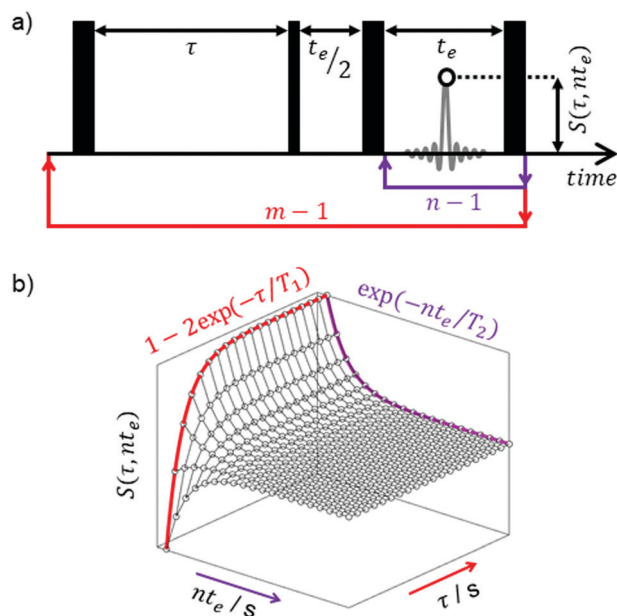 a)
τ
t_e/2
t_e
S(τ, nt_e)
time
n − 1
m − 1
b)
1 − 2exp(−τ/T_1)
exp(−nt_e/T_2)
S(τ, nt_e)
nt_e / s
τ / s